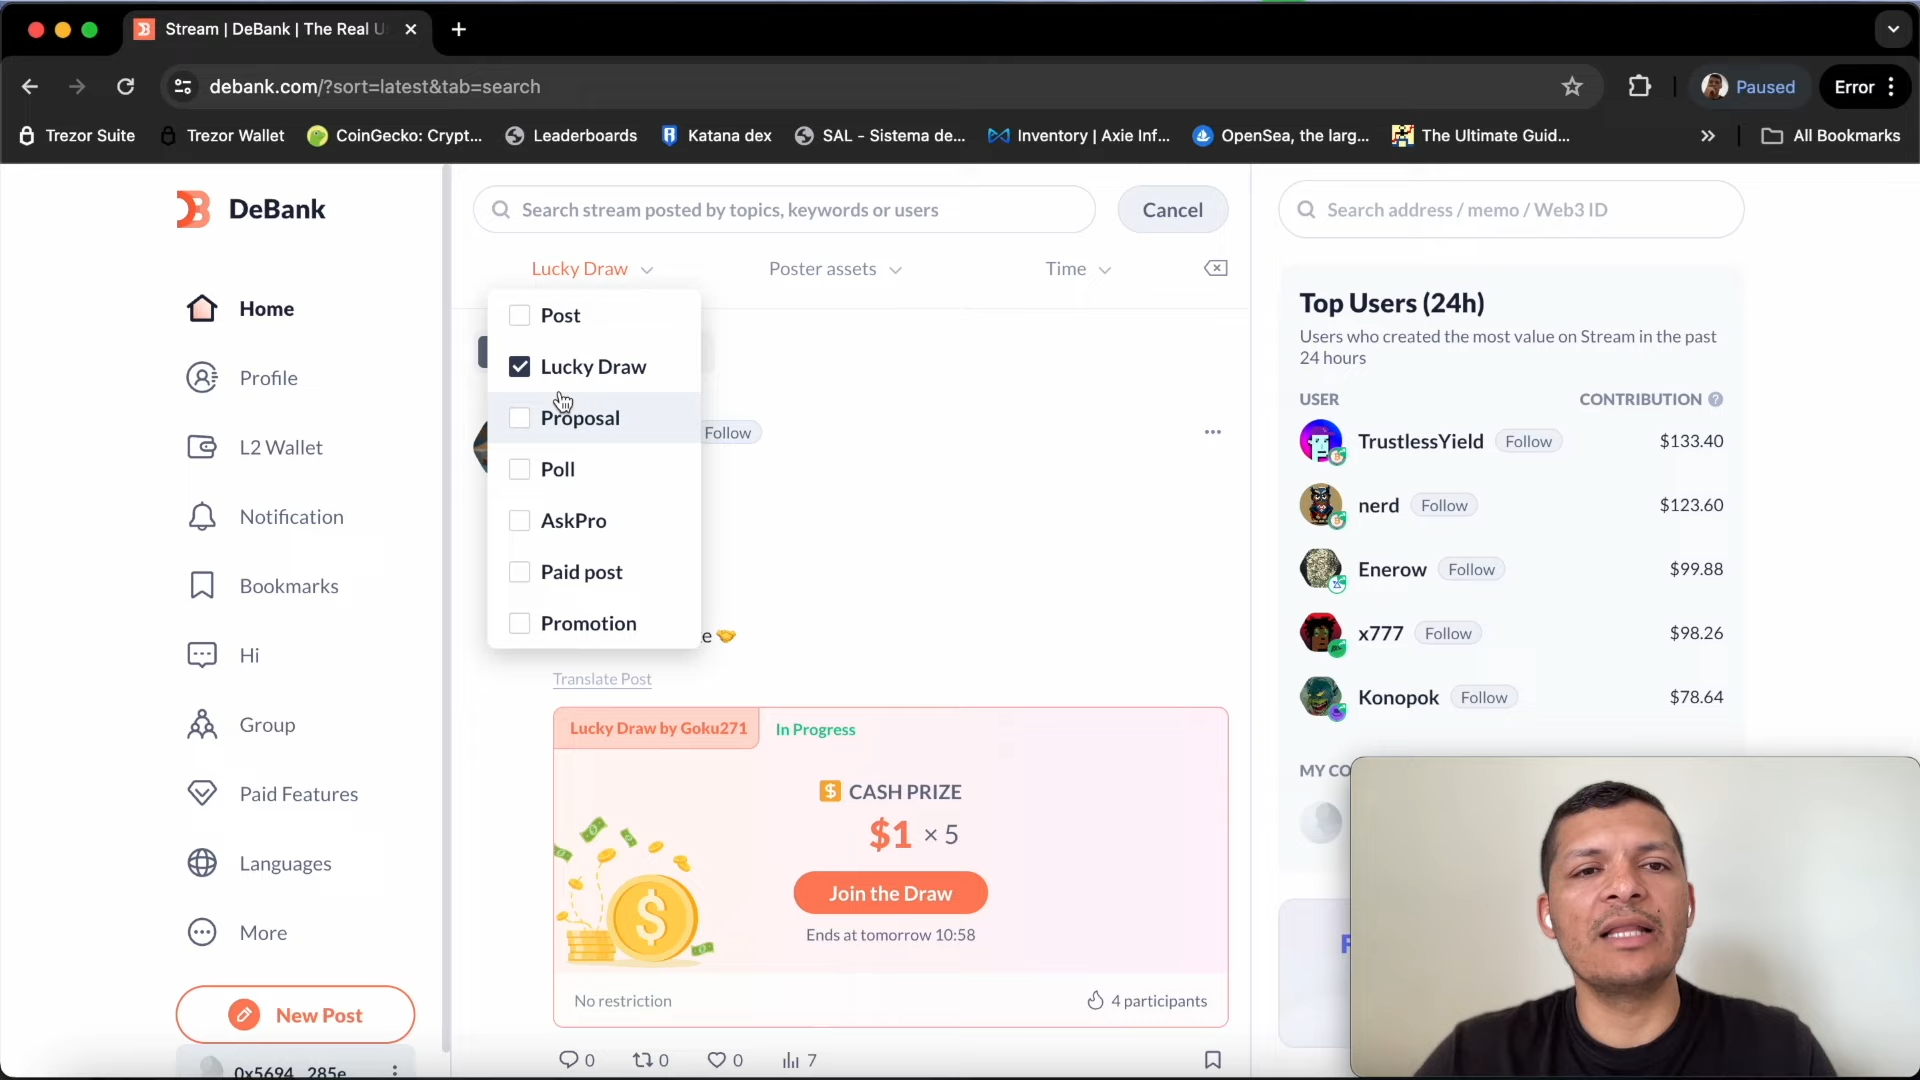 Stream | DeBank | The Real U
debank.com/?sort=latest&tab=search
Paused
Error
Trezor Suite
Trezor Wallet
CoinGecko: Crypt...
Leaderboards
Katana dex
SAL - Sistema de...
Inventory | Axie Inf...
OpenSea, the larg...
The Ultimate Guid...
All Bookmarks
DeBank
Home
Profile
L2 Wallet
Notification
Bookmarks
Hi
Group
Paid Features
Languages
More
New Post
0x5694...285e
Search stream posted by topics, keywords or users
Cancel
Lucky Draw
Poster assets
Time
Post
Lucky Draw
Proposal
Poll
AskPro
Paid post
Promotion
Follow
e
Translate Post
Lucky Draw by Goku271
In Progress
CASH PRIZE
$1 × 5
Join the Draw
Ends at tomorrow 10:58
No restriction
4 participants
0
0
0
7
Search address / memo / Web3 ID
Top Users (24h)
Users who created the most value on Stream in the past
24 hours
USER
CONTRIBUTION
TrustlessYield Follow $133.40
nerd Follow $123.60
Enerow Follow $99.88
x777 Follow $98.26
Konopok Follow $78.64
MY CO